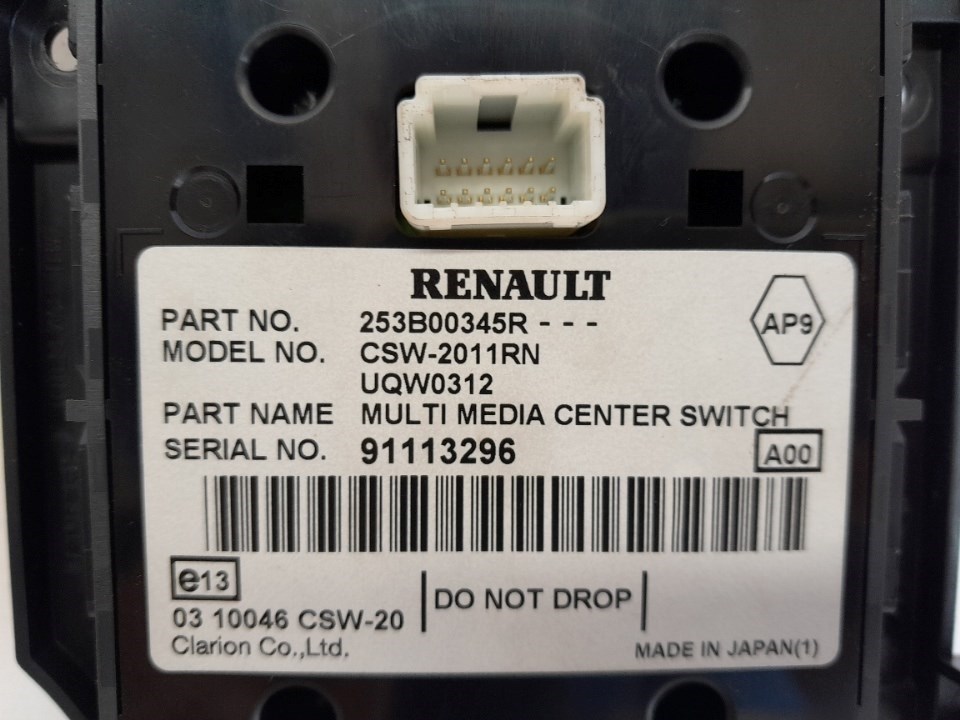 RENAULT
PART NO. 253B00345R - - -
AP9
MODEL NO. CSW-2011RN
UQW0312
PART NAME MULTI MEDIA CENTER SWITCH
SERIAL NO. 91113296
A00
e13
03 10046 CSW-20
DO NOT DROP
Clarion Co.,Ltd.
MADE IN JAPAN(1)